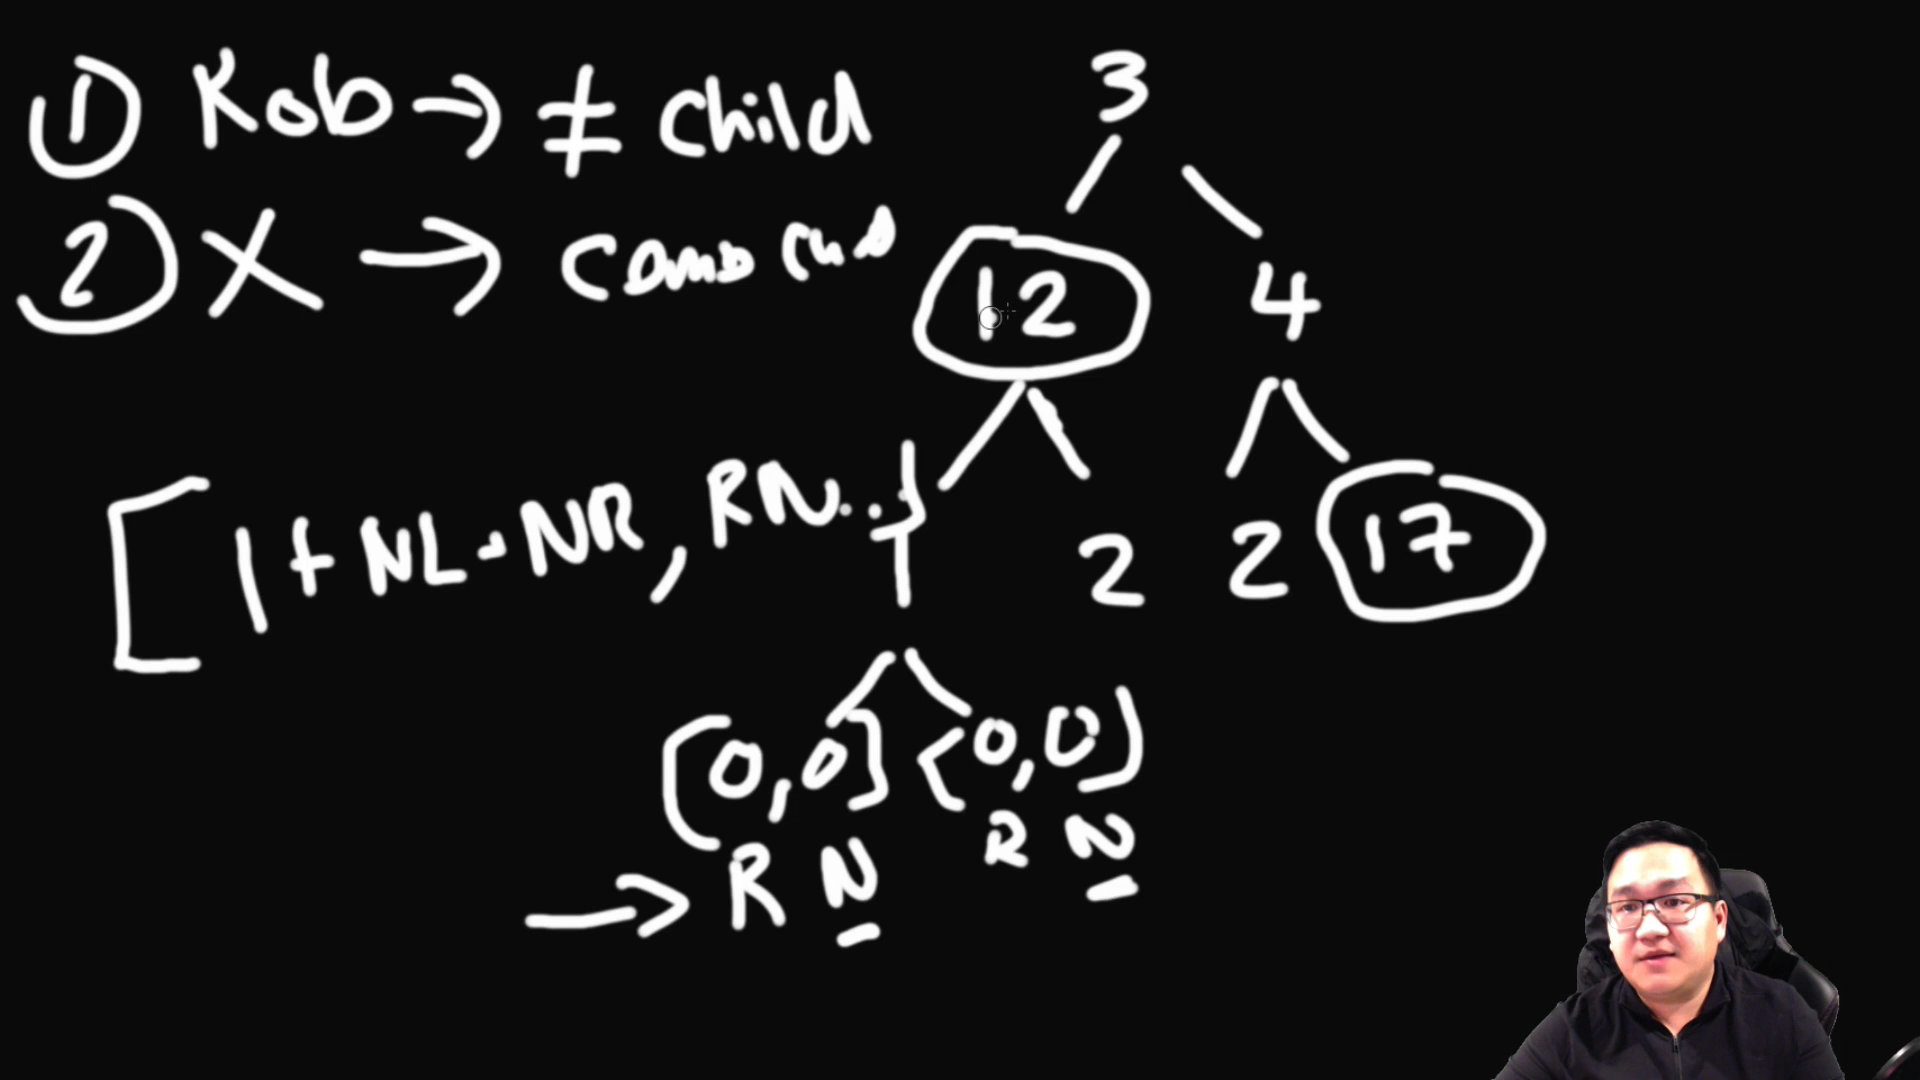 ① Rob → ≠ Child
② X → comb chd
3
12 4
[1 + NL + NR, RN..]
1 2 2 17
[0,0] [0,0]
→ R N R N